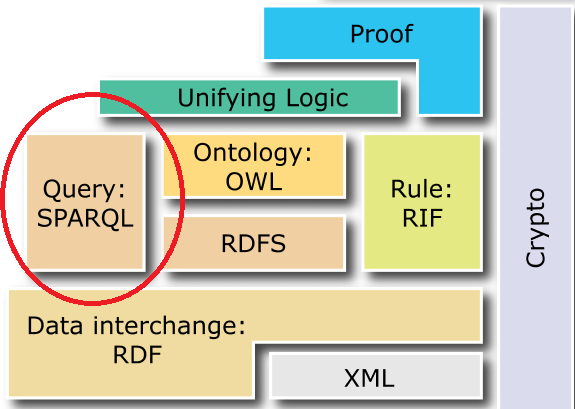 Proof
Unifying Logic
Query:
SPARQL
Ontology:
OWL
RDFS
Rule:
RIF
Crypto
Data interchange:
RDF
XML